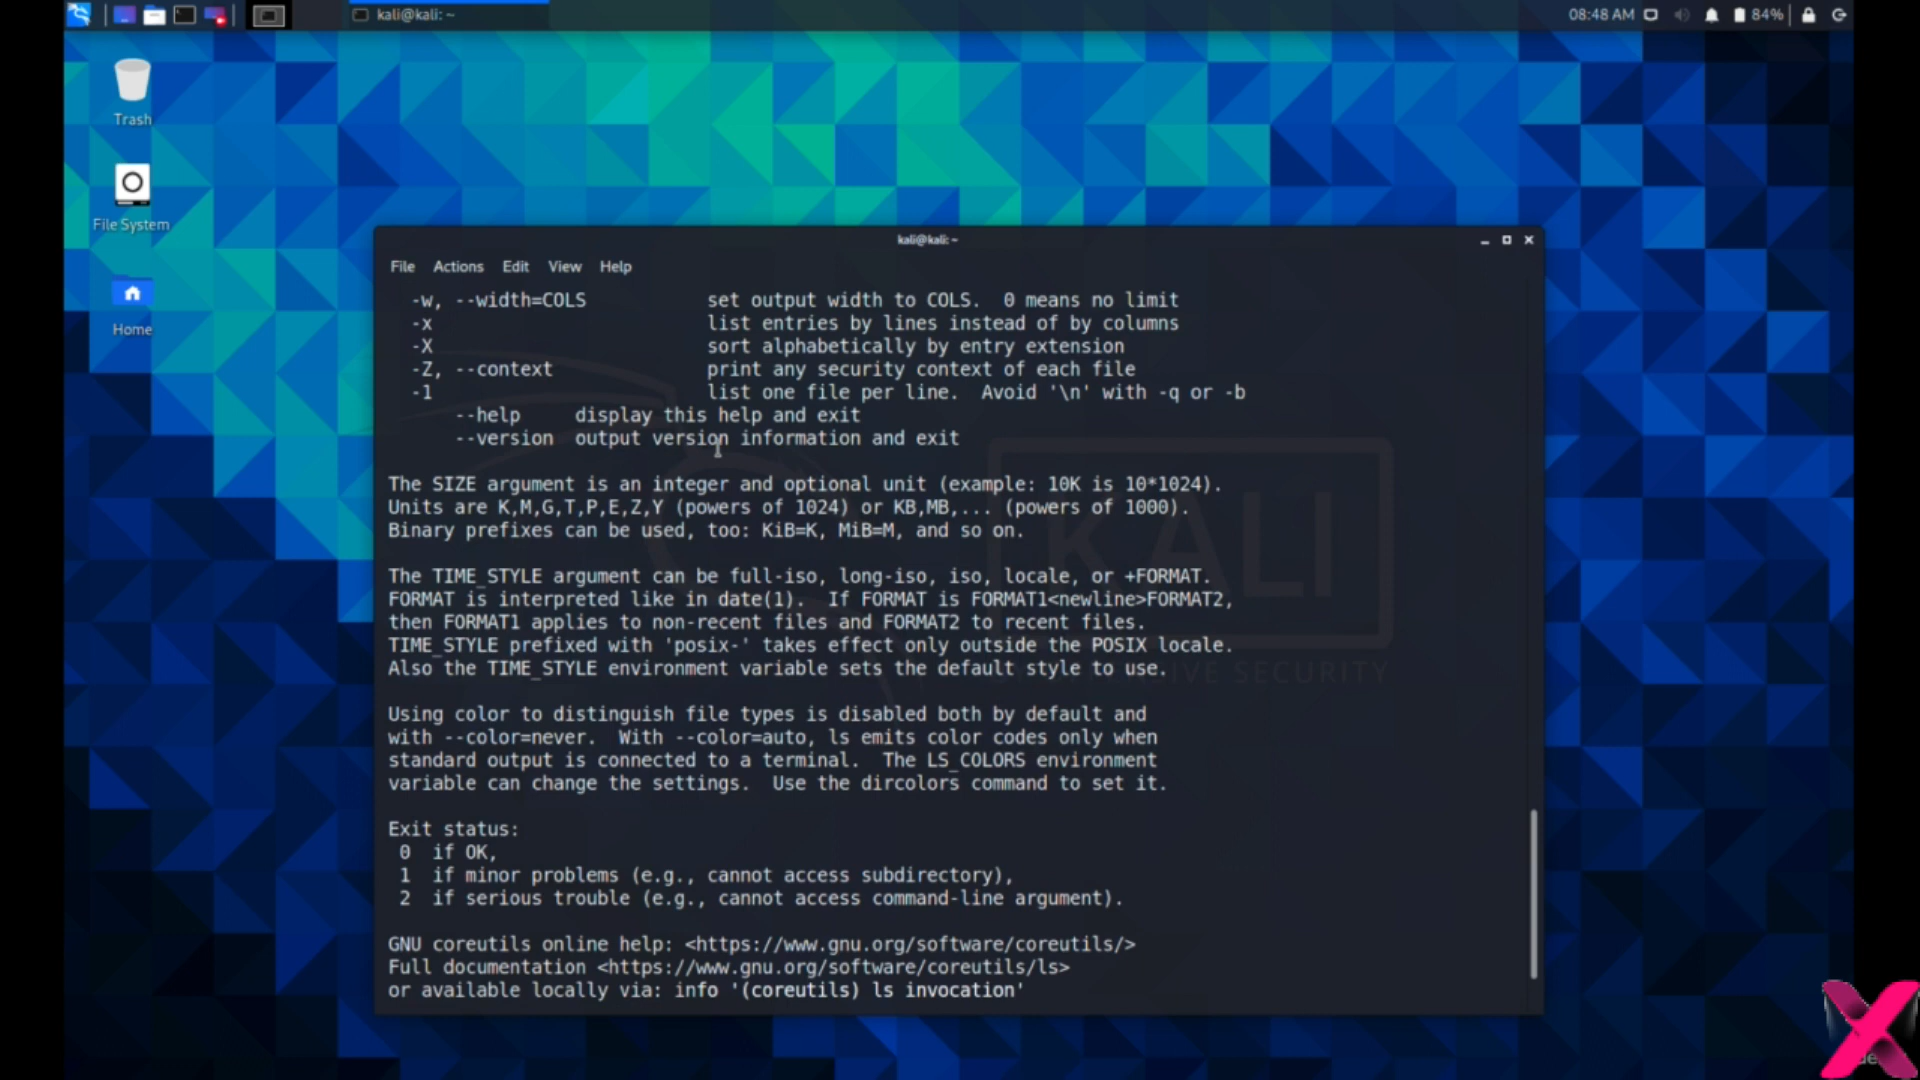 kali@kali: ~
08:48 AM
84%
Trash
File System
Home
kali@kali: ~
File Actions Edit View Help
-w, --width=COLS set output width to COLS. 0 means no limit
-x list entries by lines instead of by columns
-X sort alphabetically by entry extension
-Z, --context print any security context of each file
-1 list one file per line. Avoid '\n' with -q or -b
--help display this help and exit
--version output version information and exit
The SIZE argument is an integer and optional unit (example: 10K is 10*1024).
Units are K,M,G,T,P,E,Z,Y (powers of 1024) or KB,MB,... (powers of 1000).
Binary prefixes can be used, too: KiB=K, MiB=M, and so on.
The TIME_STYLE argument can be full-iso, long-iso, iso, locale, or +FORMAT.
FORMAT is interpreted like in date(1). If FORMAT is FORMAT1<newline>FORMAT2,
then FORMAT1 applies to non-recent files and FORMAT2 to recent files.
TIME_STYLE prefixed with 'posix-' takes effect only outside the POSIX locale.
Also the TIME_STYLE environment variable sets the default style to use.
Using color to distinguish file types is disabled both by default and
with --color=never. With --color=auto, ls emits color codes only when
standard output is connected to a terminal. The LS_COLORS environment
variable can change the settings. Use the dircolors command to set it.
Exit status:
0 if OK,
1 if minor problems (e.g., cannot access subdirectory),
2 if serious trouble (e.g., cannot access command-line argument).
GNU coreutils online help: <https://www.gnu.org/software/coreutils/>
Full documentation <https://www.gnu.org/software/coreutils/ls>
or available locally via: info '(coreutils) ls invocation'
KALI
SECURITY
X